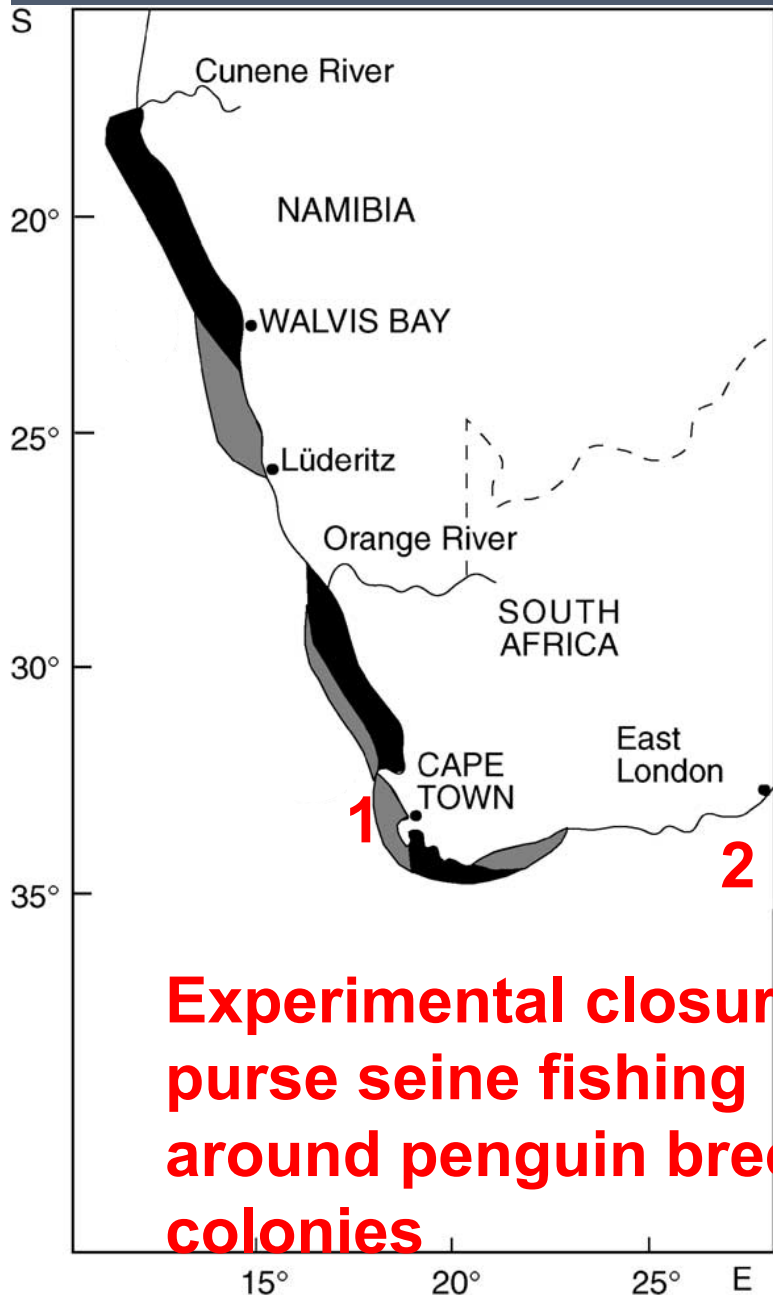 S
Cunene River
NAMIBIA
20°
WALVIS BAY
25°
Lüderitz
Orange River
SOUTH
AFRICA
30°
East
London
CAPE
TOWN
1
2
35°
Experimental closur
purse seine fishing
around penguin bree
colonies
15°
20°
25°
E